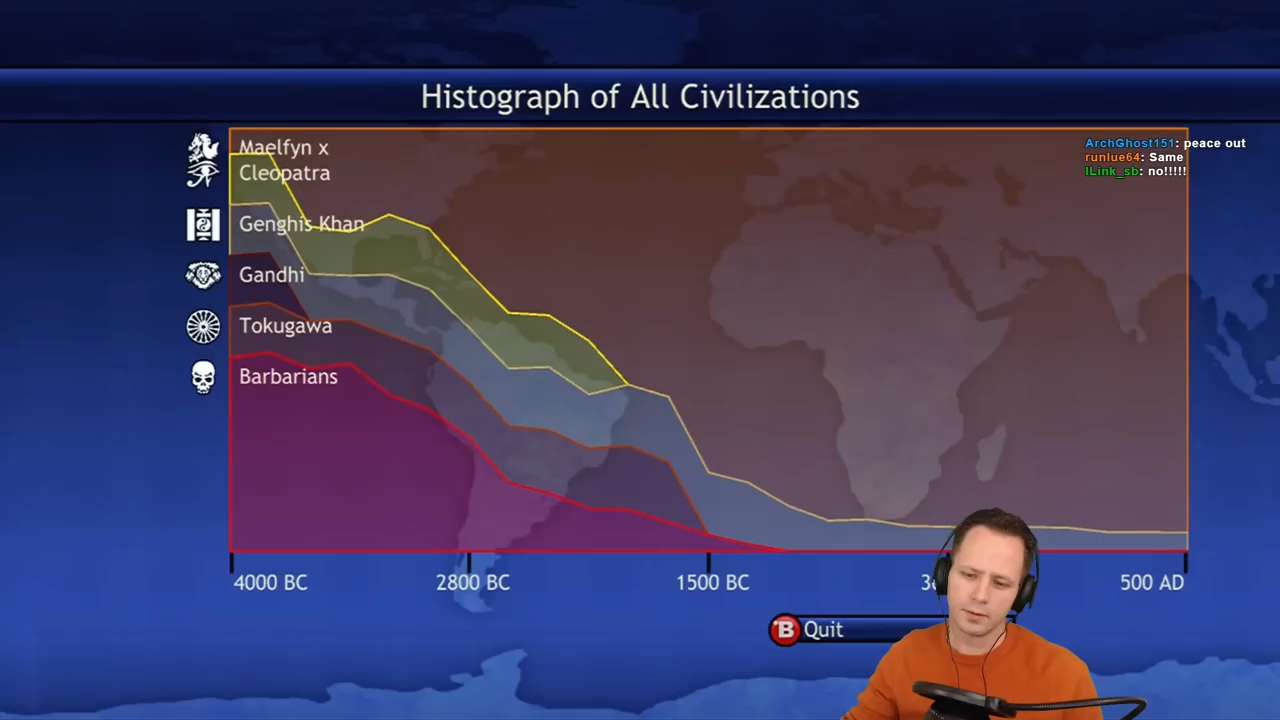 Histograph of All Civilizations
Maelfyn x
Cleopatra
Genghis Khan
Gandhi
Tokugawa
Barbarians
ArchGhost151: peace out
runlue64: Same
lLink_sb: no!!!!!
4000 BC
2800 BC
1500 BC
500 AD
B Quit